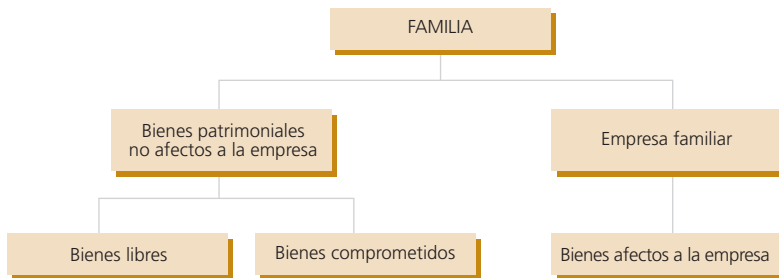 FAMILIA
Bienes patrimoniales
no afectos a la empresa
Empresa familiar
Bienes libres
Bienes comprometidos
Bienes afectos a la empresa